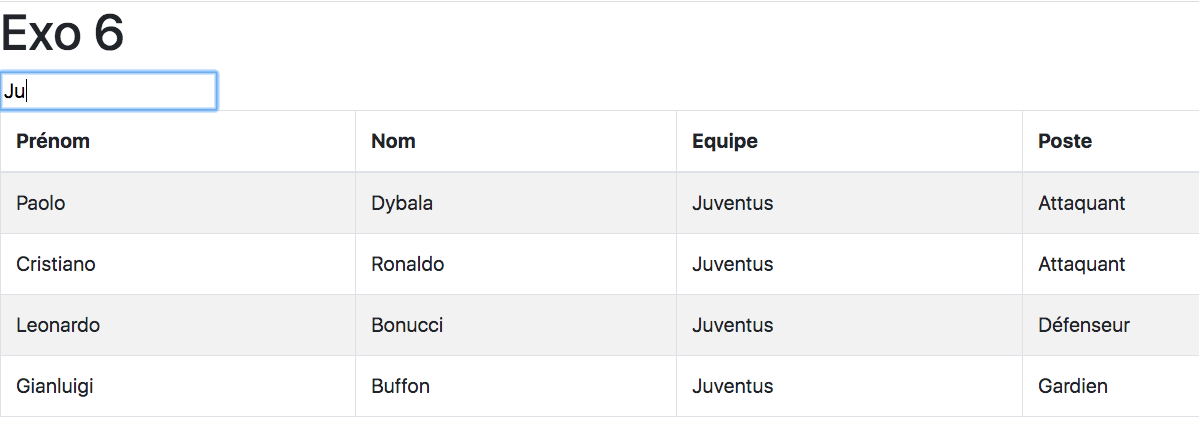 Exo 6
Ju
Prénom Nom Equipe Poste
Paolo Dybala Juventus Attaquant
Cristiano Ronaldo Juventus Attaquant
Leonardo Bonucci Juventus Défenseur
Gianluigi Buffon Juventus Gardien